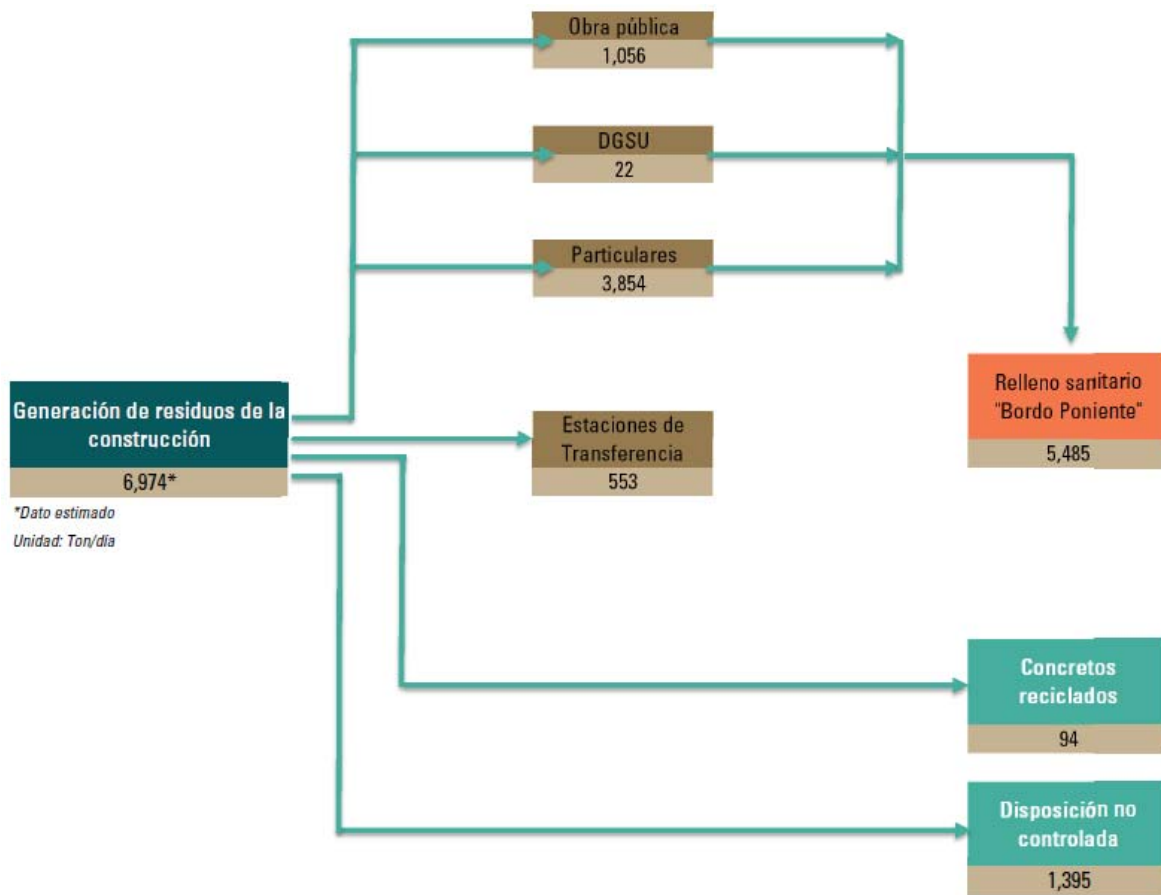 Obra pública
1,056
DGSU
22
Particulares
3,854
Generación de residuos de la
construcción
6,974*
*Dato estimado
Unidad: Ton/día
Estaciones de
Transferencia
553
Relleno sanitario
"Bordo Poniente"
5,485
Concretos
reciclados
94
Disposición no
controlada
1,395